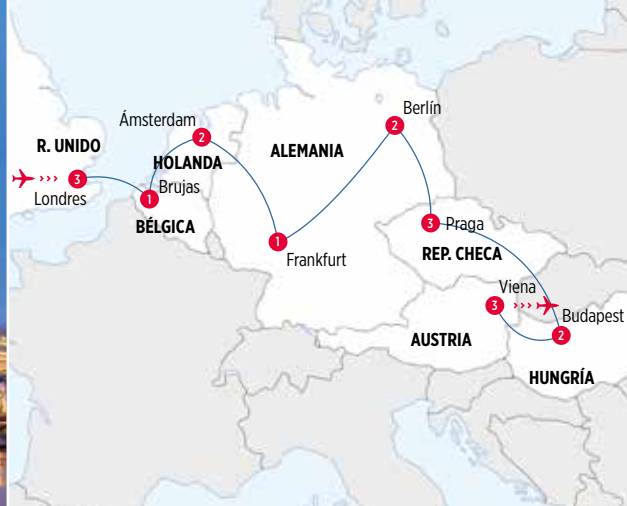 Berlín
2
Ámsterdam
2
R. UNIDO
HOLANDA
ALEMANIA
3
Londres
1
Brujas
BÉLGICA
3
Praga
1
Frankfurt
REP. CHECA
Viena
3
Budapest
2
AUSTRIA
HUNGRÍA